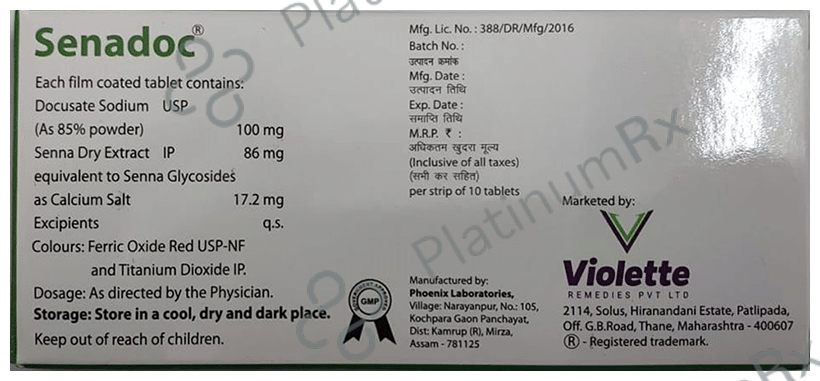 Senadoc®
Each film coated tablet contains:
Docusate Sodium USP
(As 85% powder) 100 mg
Senna Dry Extract IP 86 mg
equivalent to Senna Glycosides
as Calcium Salt 17.2 mg
Excipients q.s.
Colours: Ferric Oxide Red USP-NF
and Titanium Dioxide IP.
Dosage: As directed by the Physician.
Storage: Store in a cool, dry and dark place.
Keep out of reach of children.
GOVERNMENT APPROVED
GMP
Mfg. Lic. No. : 388/DR/Mfg/2016
Batch No. :
उत्पादन क्रमांक
Mfg. Date :
उत्पादन तिथि
Exp. Date :
समाप्ति तिथि
M.R.P. ₹ :
अधिकतम खुदरा मूल्य
(Inclusive of all taxes)
(सभी कर सहित)
per strip of 10 tablets
Manufactured by:
Phoenix Laboratories,
Village: Narayanpur, No.: 105,
Kochpara Gaon Panchayat,
Dist: Kamrup (R), Mirza,
Assam - 781125
Marketed by:
Violette
REMEDIES PVT LTD
2114, Solus, Hiranandani Estate, Patlipada,
Off. G.B.Road, Thane, Maharashtra - 400607
® - Registered trademark.
PlatinumRx
PlatinumRx